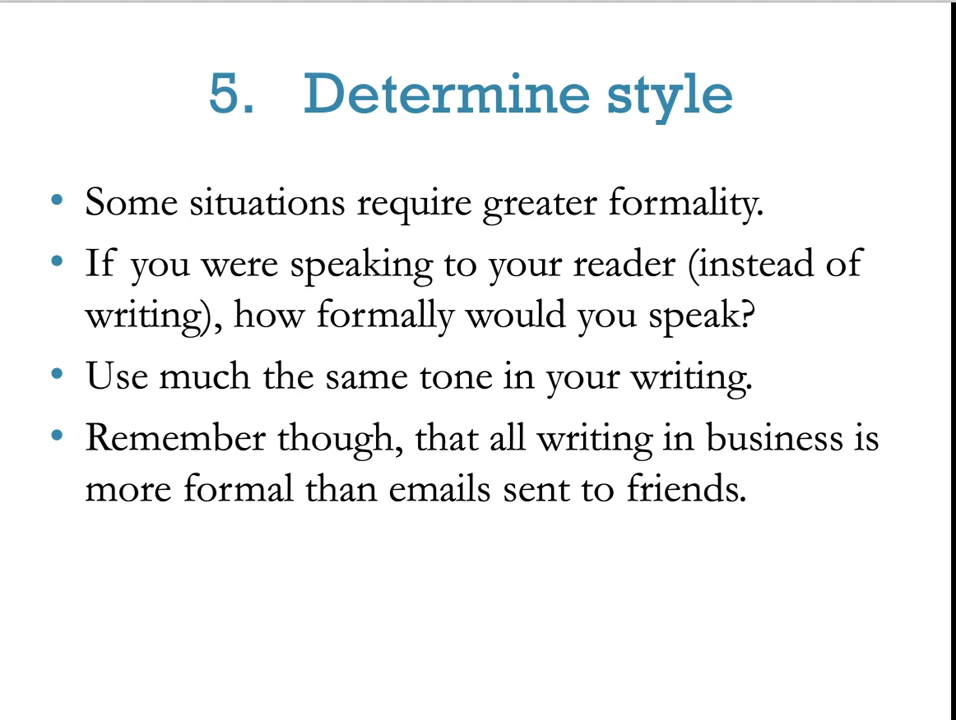 5. Determine style
• Some situations require greater formality.
• If you were speaking to your reader (instead of
writing), how formally would you speak?
• Use much the same tone in your writing.
• Remember though, that all writing in business is
more formal than emails sent to friends.